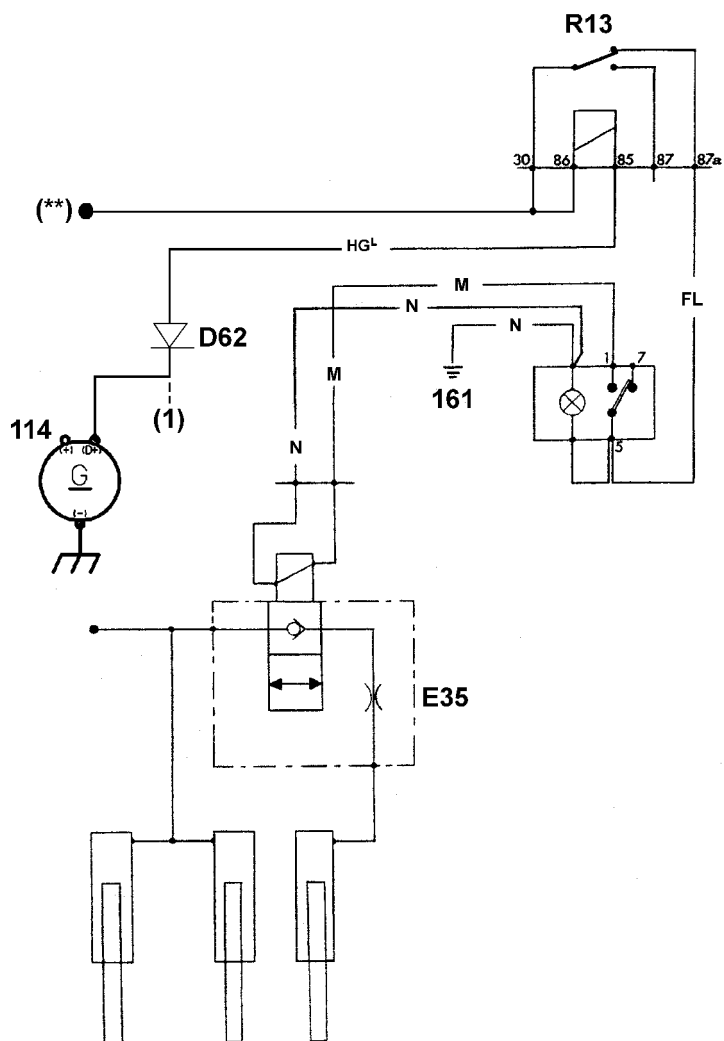 R13
30 86 85 87 87a
(**)
HGL
M
FL
N
N
D62
1 7
161
M
(1)
114
(+) (D+)
5
N
G
(-)
E35